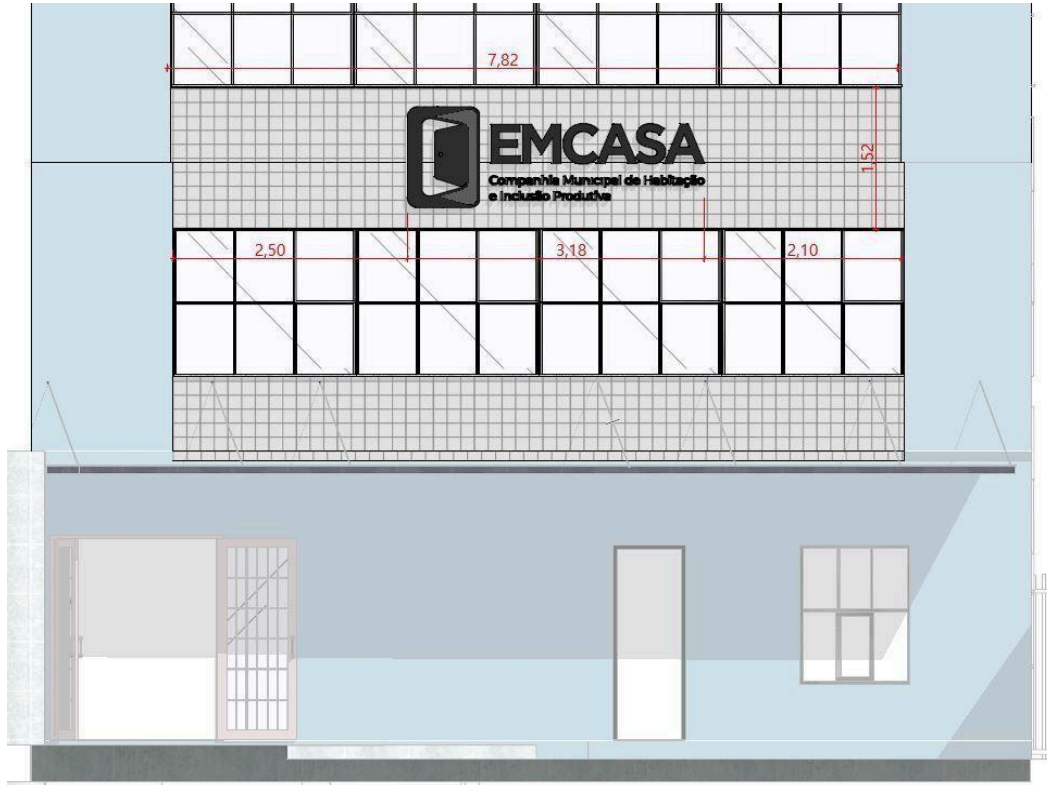 7,82
EMCASA
1,52
Companhia Municipal de Habitação
e Inclusão Produtiva
2,50
3,18
2,10